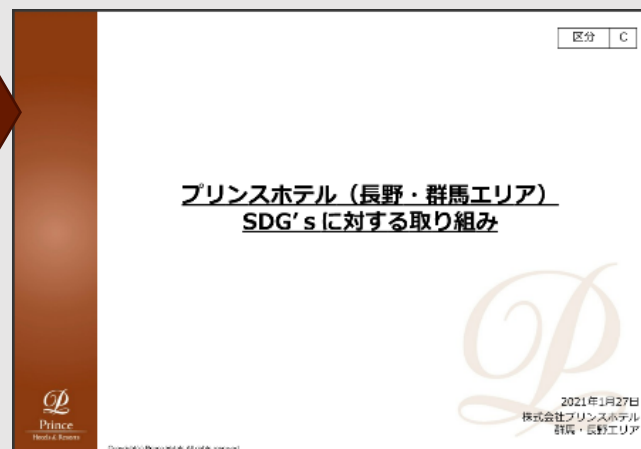 区分 C
プリンスホテル（長野・群馬エリア）
SDG’ｓに対する取り組み
2021年1月27日
株式会社プリンスホテル
群馬・長野エリア
Prince
Hotels & Resorts